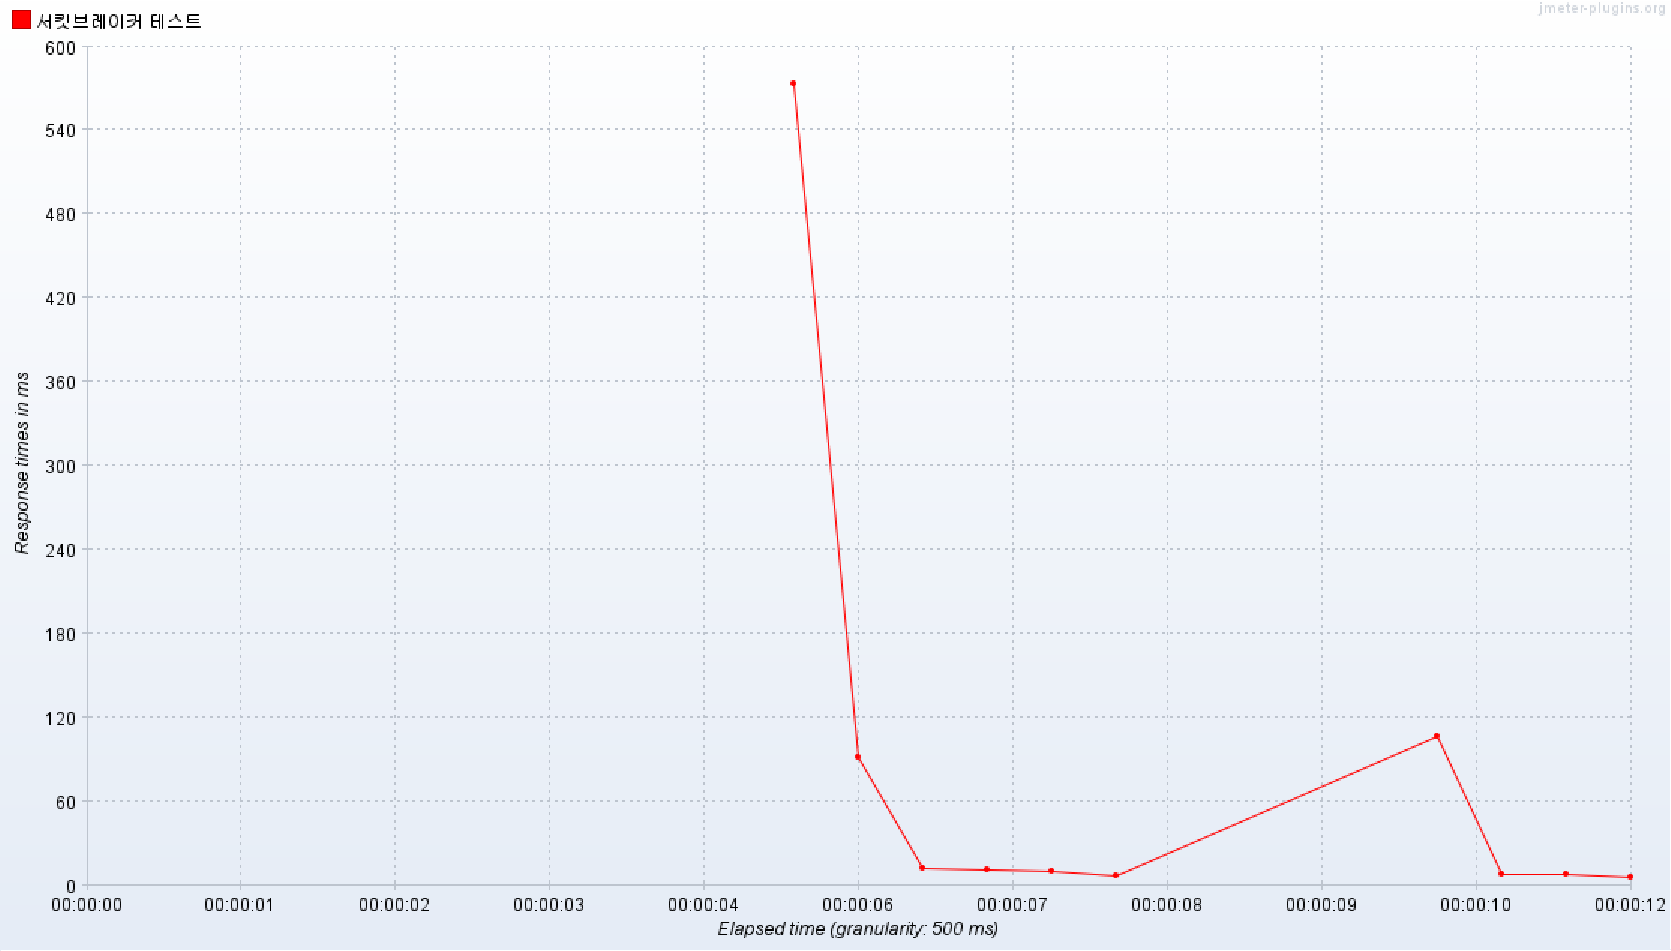 jmeter-plugins.org
서킷브레이커 테스트
600
540
480
420
360
300
240
180
120
60
0
Response times in ms
00:00:00 00:00:01 00:00:02 00:00:03 00:00:04 00:00:06 00:00:07 00:00:08 00:00:09 00:00:10 00:00:12
Elapsed time (granularity: 500 ms)